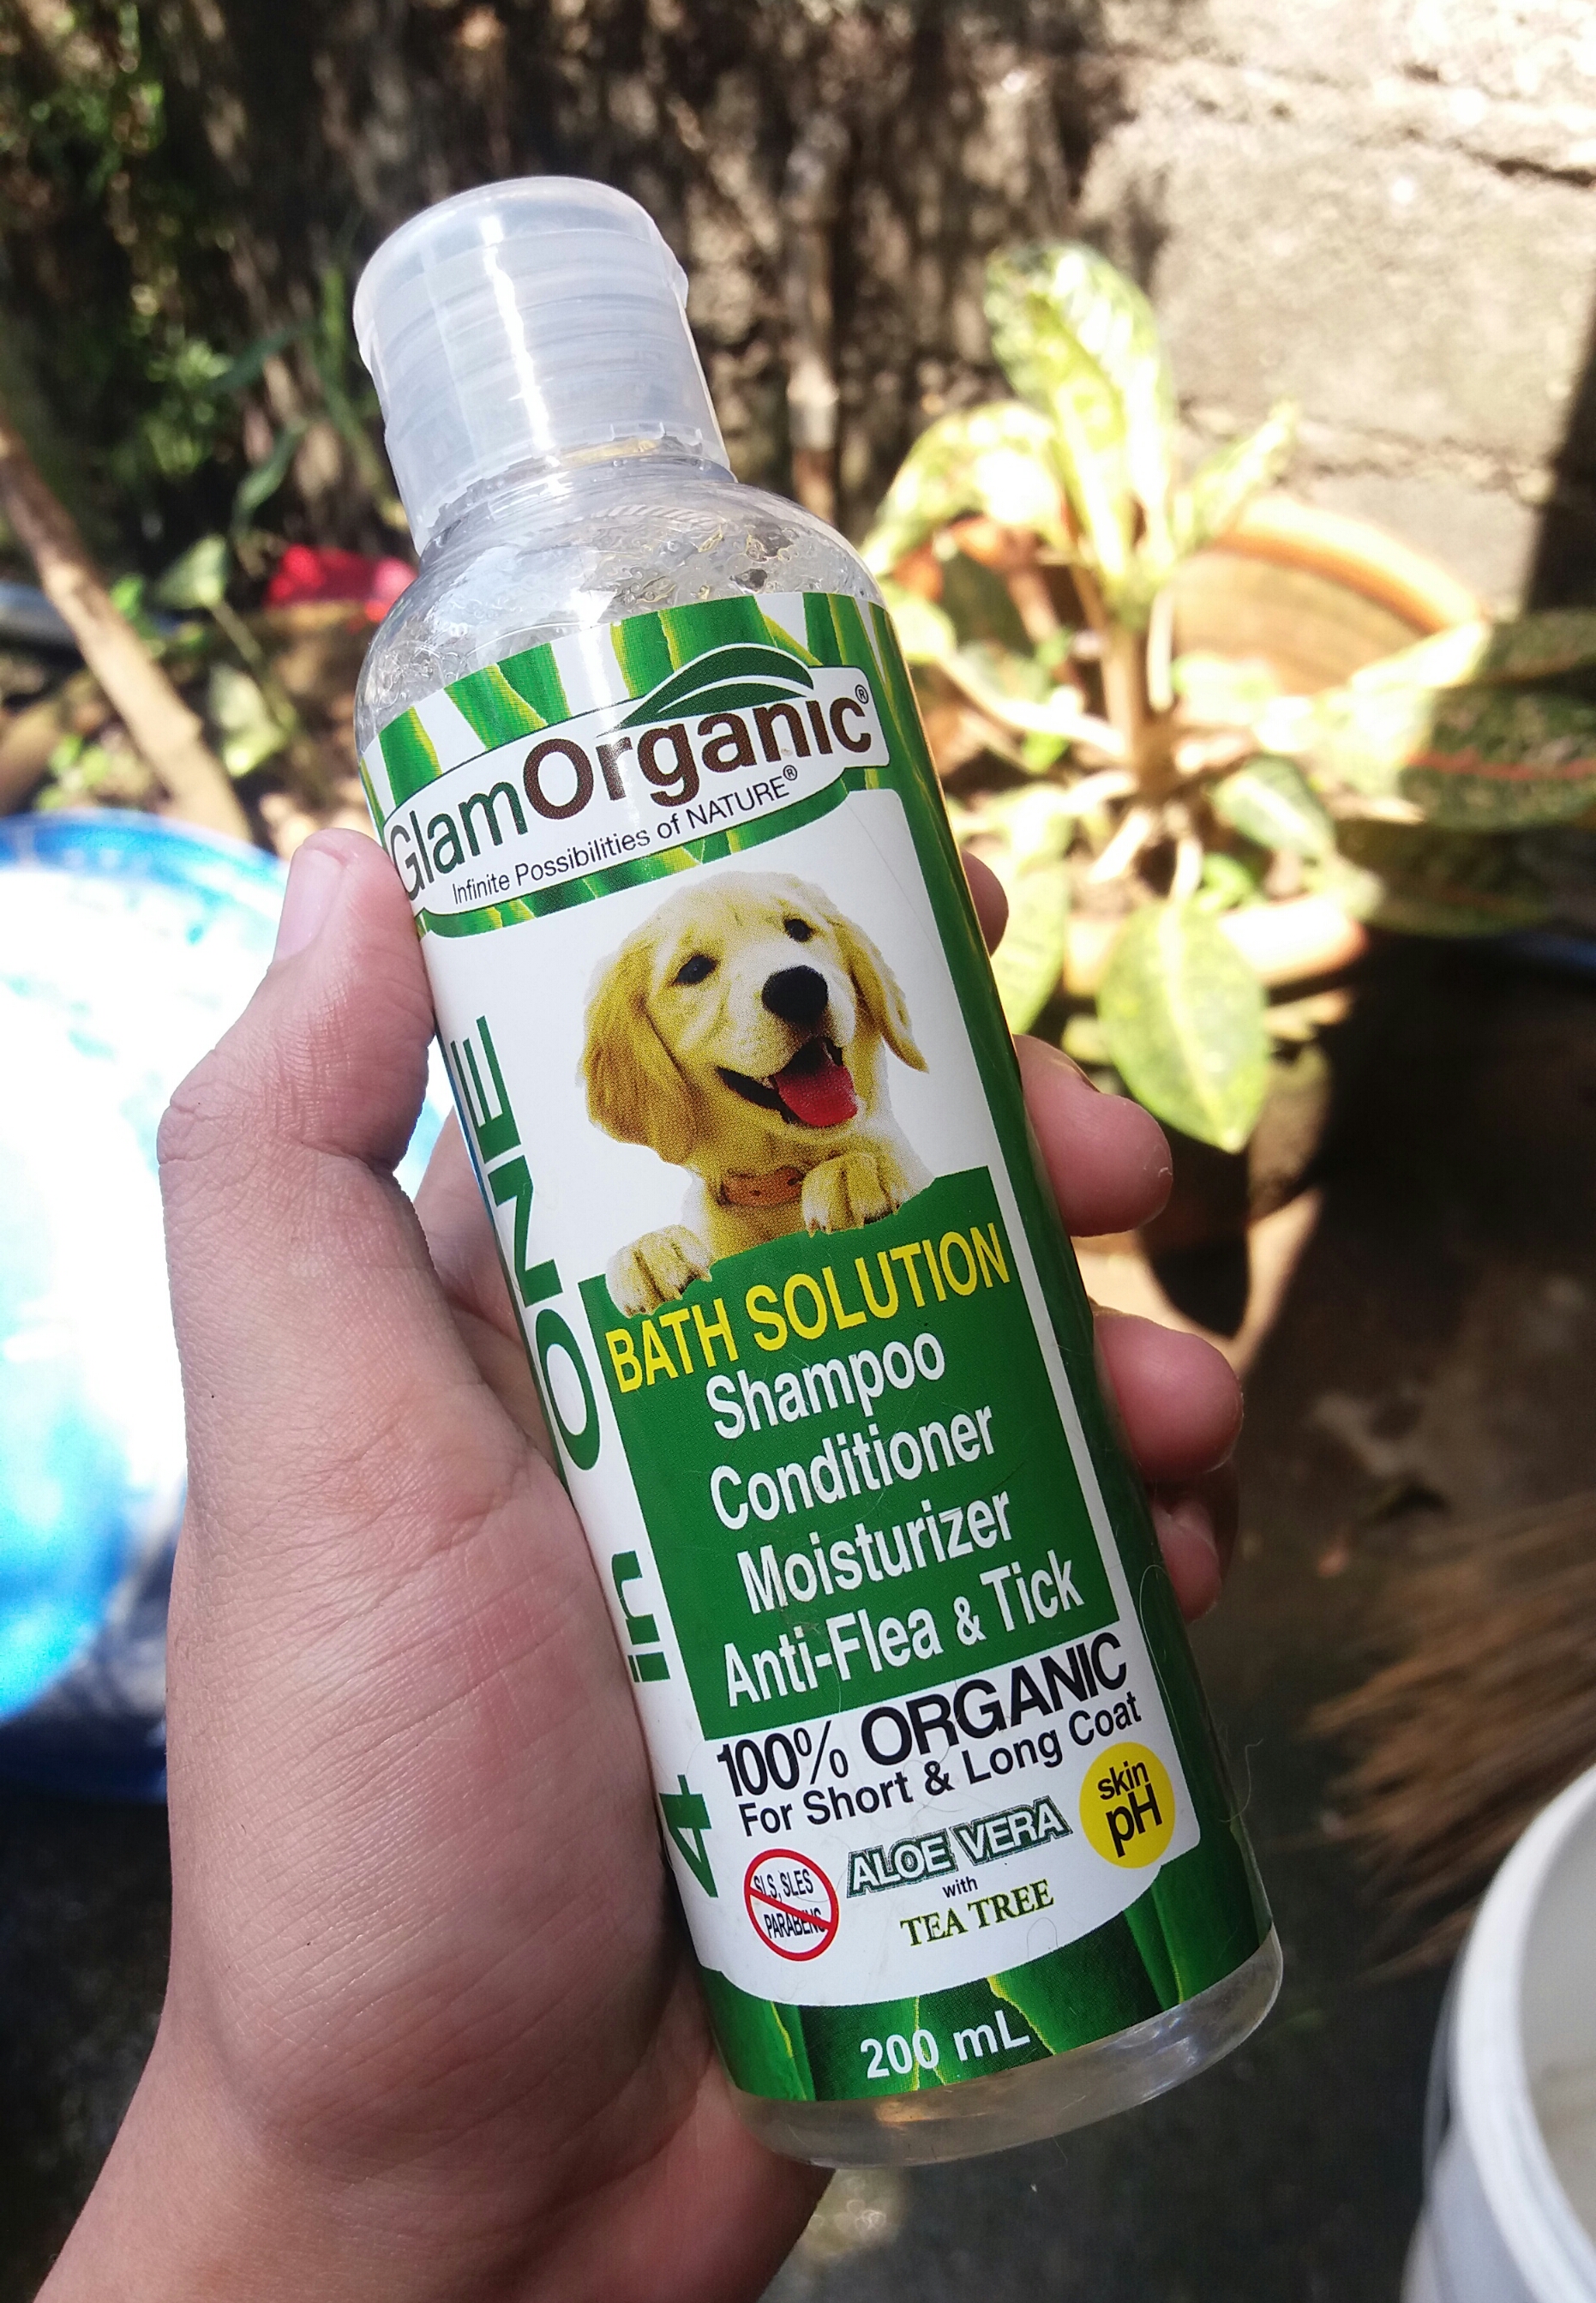 GlamOrganic®
Infinite Possibilities of NATURE®
4 in ONE
BATH SOLUTION
Shampoo
Conditioner
Moisturizer
Anti-Flea & Tick
100% ORGANIC
For Short & Long Coat
skin
pH
SLS, SLES
PARABENS
ALOE VERA
with
TEA TREE
200 mL